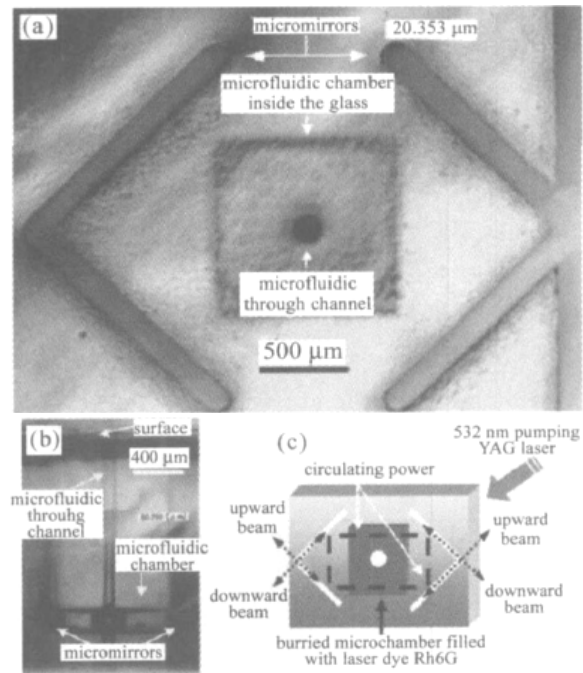 (a)
micromirrors
20.353 µm
microfluidic chamber
inside the glass
microfluidic
through channel
500 µm
(b)
surface
400 µm
microfluidic
throuhg
channel
microfluidic
chamber
micromirrors
(c)
532 nm pumping
YAG laser
circulating power
upward
beam
upward
beam
downward
beam
downward
beam
burried microchamber filled
with laser dye Rh6G